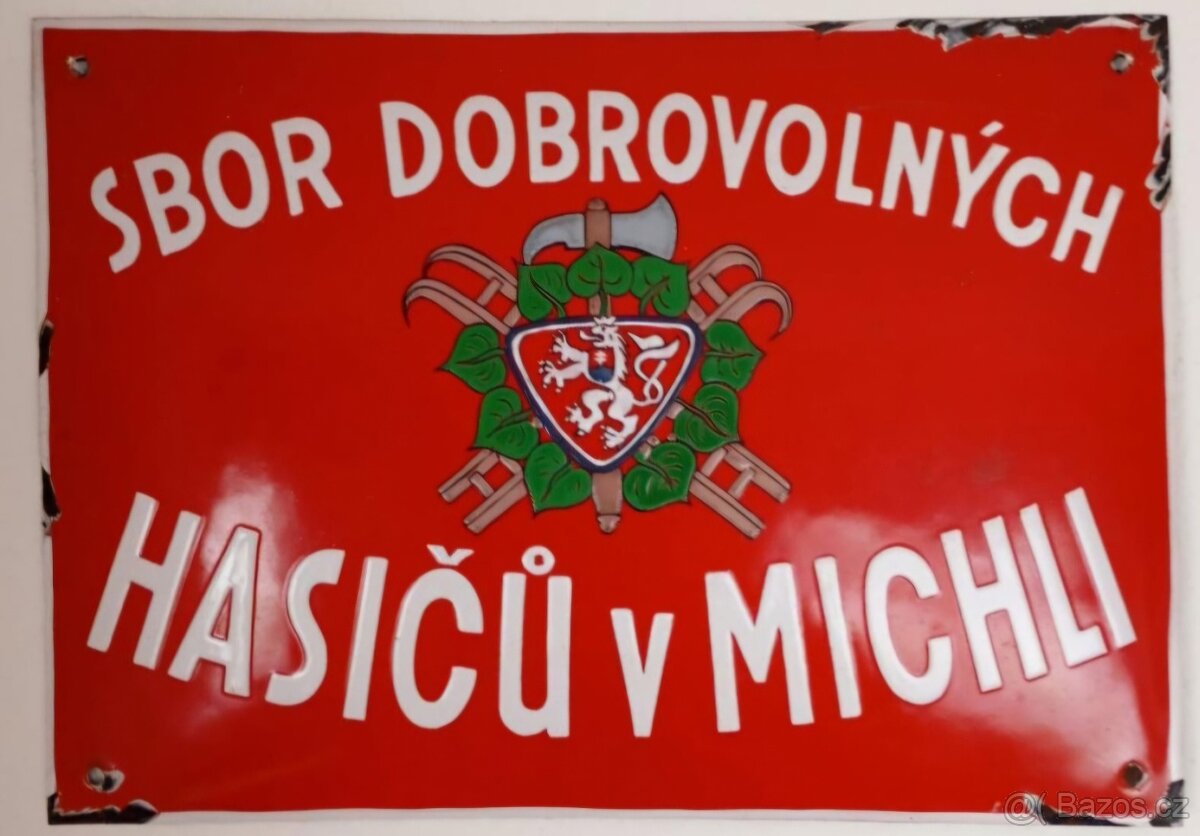 SBOR DOBROVOLNÝCH
HASIČŮ V MICHLI
Bazos.cz